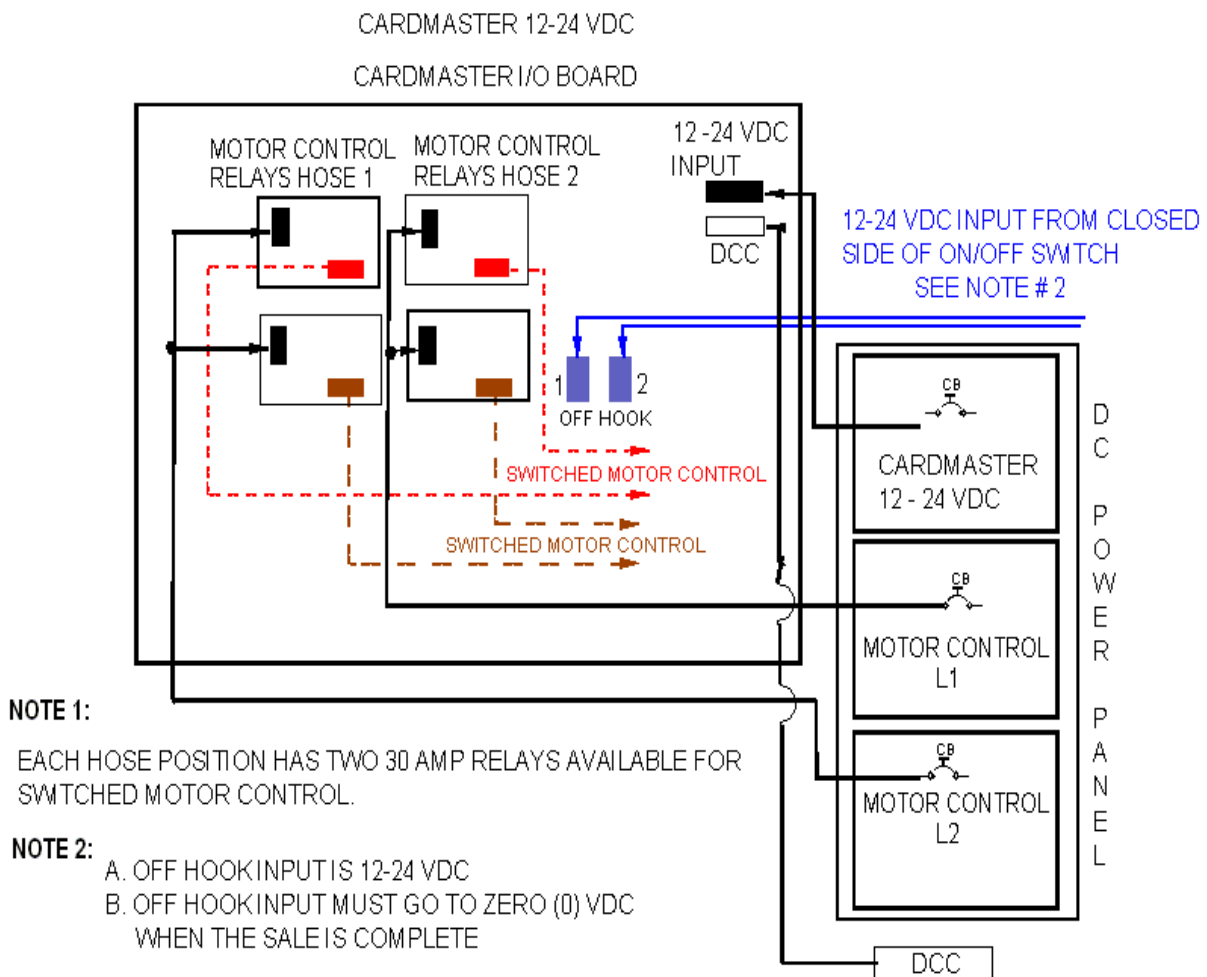 CARDMASTER 12-24 VDC
CARDMASTER I/O BOARD
MOTOR CONTROL
RELAYS HOSE 1
MOTOR CONTROL
RELAYS HOSE 2
12 -24 VDC
INPUT
DCC
12-24 VDC INPUT FROM CLOSED
SIDE OF ON/OFF SWITCH
SEE NOTE # 2
1
2
OFF HOOK
SWITCHED MOTOR CONTROL
SWITCHED MOTOR CONTROL
CB
CARDMASTER
12 - 24 VDC
CB
MOTOR CONTROL
L1
CB
MOTOR CONTROL
L2
DC POWER PANEL
NOTE 1:
EACH HOSE POSITION HAS TWO 30 AMP RELAYS AVAILABLE FOR
SWITCHED MOTOR CONTROL.
NOTE 2:
A. OFF HOOK INPUT IS 12-24 VDC
B. OFF HOOK INPUT MUST GO TO ZERO (0) VDC
WHEN THE SALE IS COMPLETE
DCC